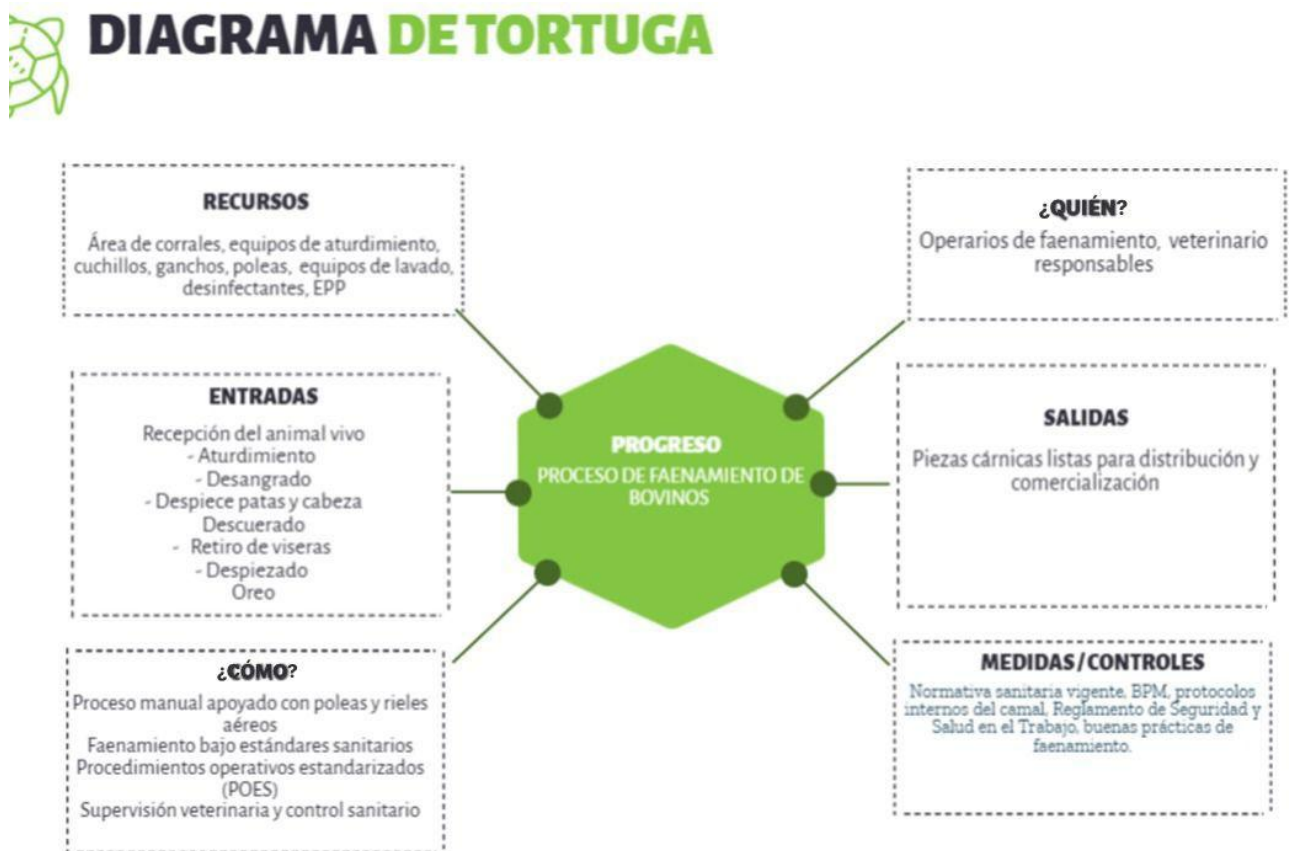 DIAGRAMA DE TORTUGA
RECURSOS
Área de corrales, equipos de aturdimiento,
cuchillos, ganchos, poleas, equipos de lavado,
desinfectantes, EPP
ENTRADAS
Recepción del animal vivo
- Aturdimiento
- Desangrado
- Despiece patas y cabeza
Descuerado
- Retiro de viseras
- Despiezado
Oreo
¿CÓMO?
Proceso manual apoyado con poleas y rieles
aéreos
Faenamiento bajo estándares sanitarios
Procedimientos operativos estandarizados
(POES)
Supervisión veterinaria y control sanitario
PROGRESO
PROCESO DE FAENAMIENTO DE
BOVINOS
¿QUIÉN?
Operarios de faenamiento, veterinario
responsables
SALIDAS
Piezas cárnicas listas para distribución y
comercialización
MEDIDAS/CONTROLES
Normativa sanitaria vigente, BPM, protocolos
internos del camal, Reglamento de Seguridad y
Salud en el Trabajo, buenas prácticas de
faenamiento.